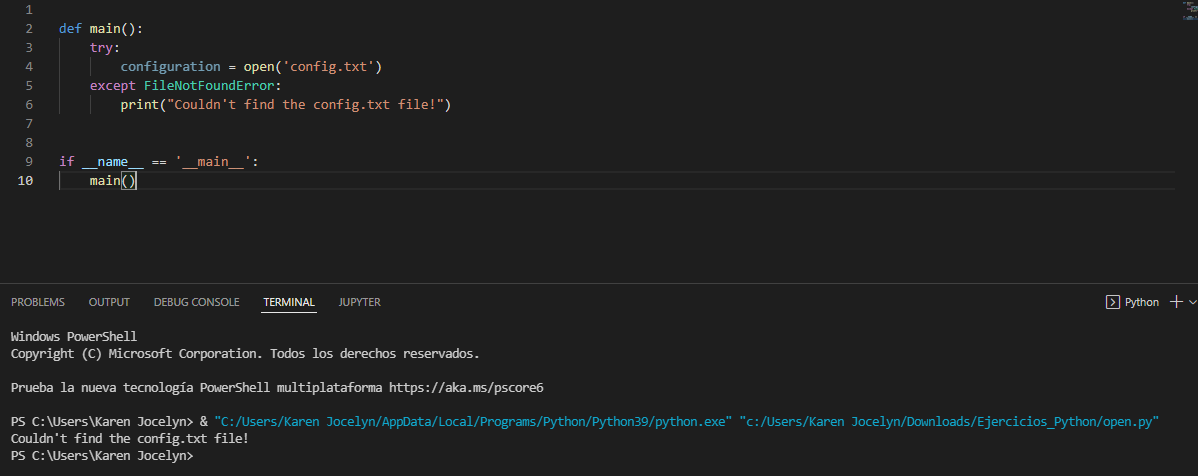 1
2 def main():
3     try:
4         configuration = open('config.txt')
5     except FileNotFoundError:
6         print("Couldn't find the config.txt file!")
7
8
9 if __name__ == '__main__':
10     main()
PROBLEMS OUTPUT DEBUG CONSOLE TERMINAL JUPYTER Python
Windows PowerShell
Copyright (C) Microsoft Corporation. Todos los derechos reservados.
Prueba la nueva tecnología PowerShell multiplataforma https://aka.ms/pscore6
PS C:\Users\Karen Jocelyn> & "C:/Users/Karen Jocelyn/AppData/Local/Programs/Python/Python39/python.exe" "c:/Users/Karen Jocelyn/Downloads/Ejercicios_Python/open.py"
Couldn't find the config.txt file!
PS C:\Users\Karen Jocelyn>